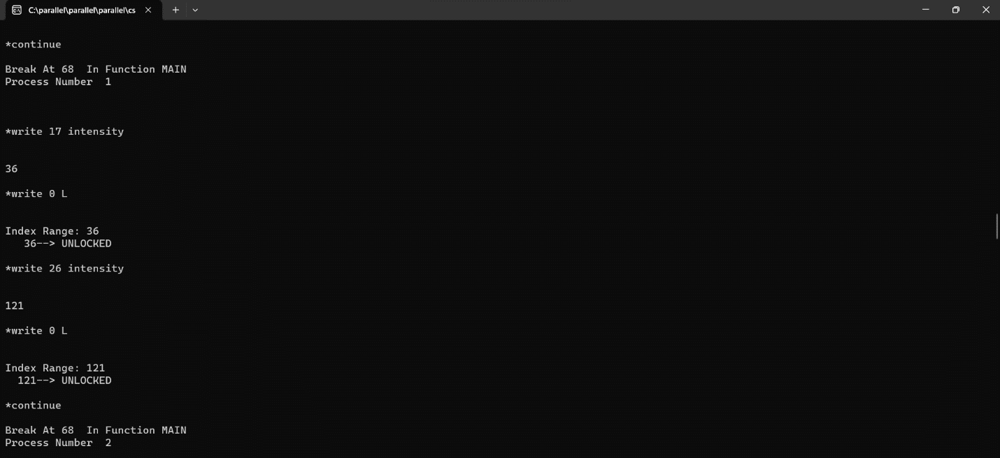 C:\parallel\parallel\parallel\cs
*continue
Break At 68  In Function MAIN
Process Number  1
*write 17 intensity
36
*write 0 L
Index Range: 36
   36--> UNLOCKED
*write 26 intensity
121
*write 0 L
Index Range: 121
  121--> UNLOCKED
*continue
Break At 68  In Function MAIN
Process Number  2